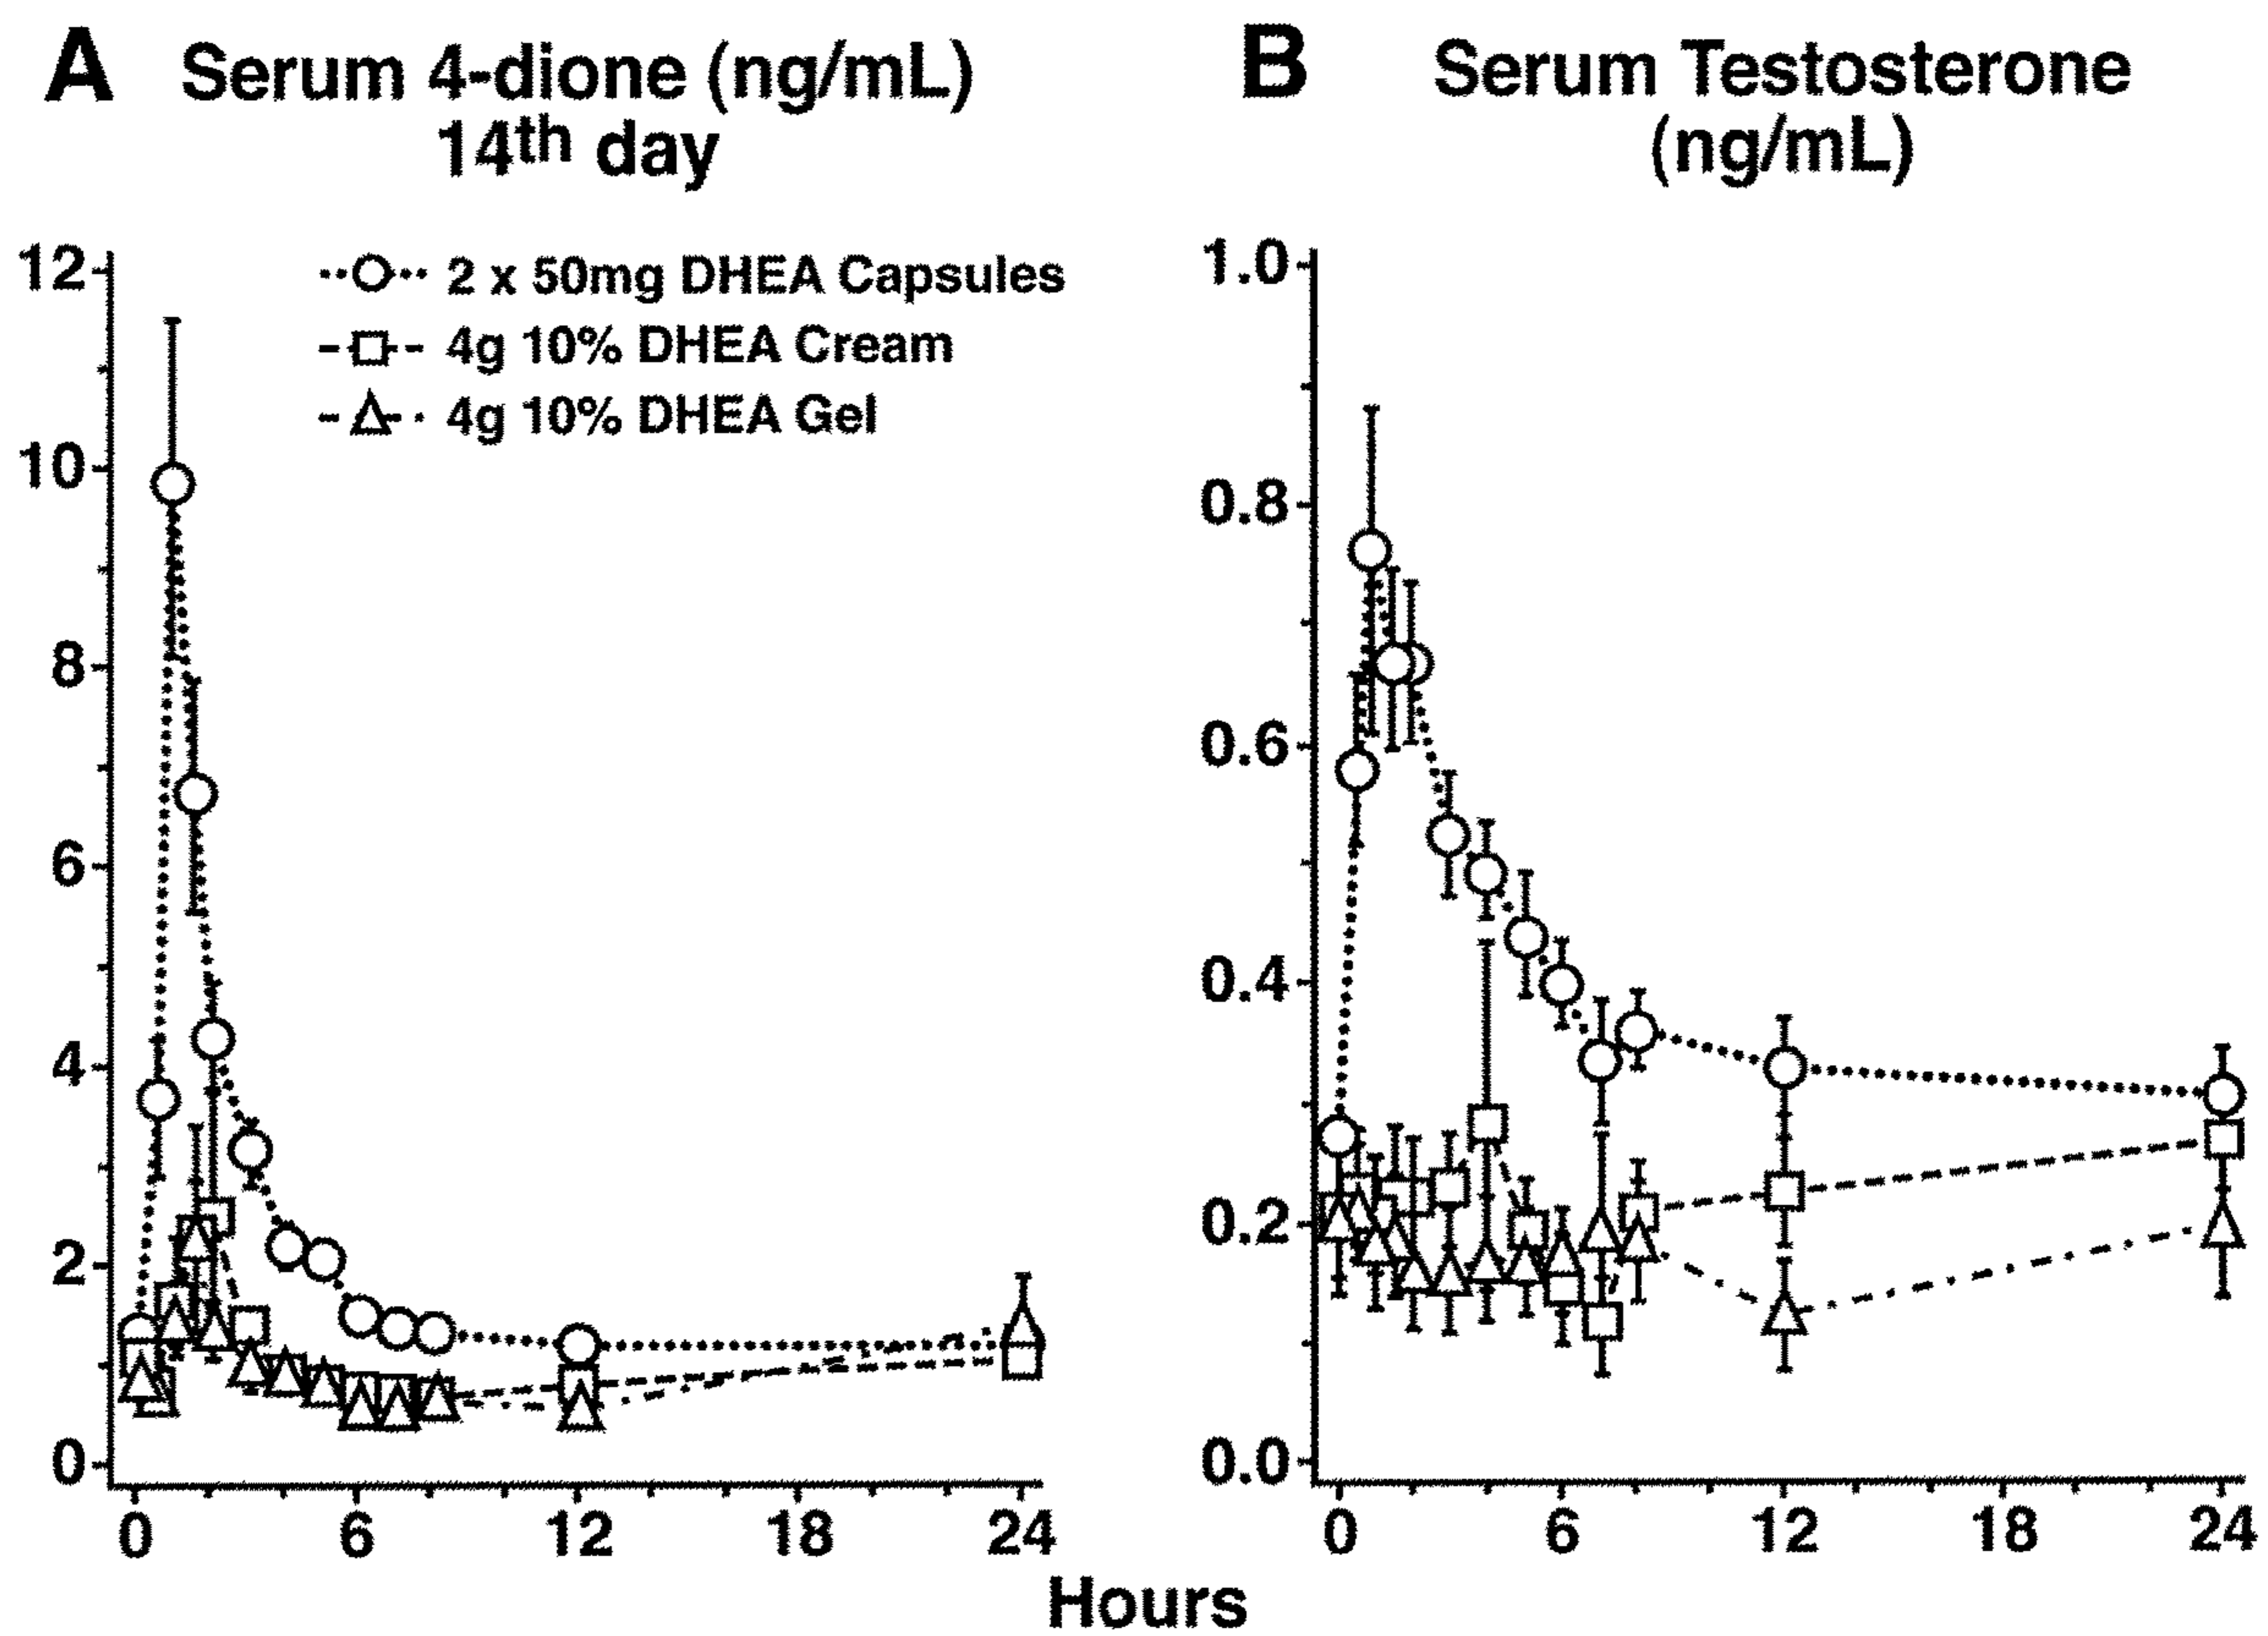 A Serum 4-dione (ng/mL)
14th day
12
10
8
6
4
2
0
2 x 50mg DHEA Capsules
4g 10% DHEA Cream
4g 10% DHEA Gel
0 6 12 18 24
B Serum Testosterone
(ng/mL)
1.0
0.8
0.6
0.4
0.2
0.0
0 6 12 18 24
Hours